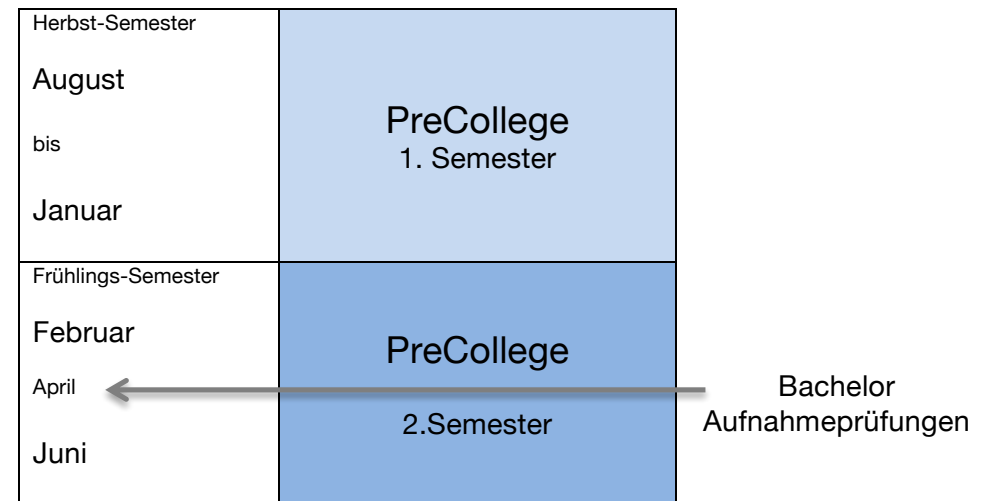 Herbst-Semester
August
bis
Januar
PreCollege
1. Semester
Frühlings-Semester
Februar
April
Juni
PreCollege
2.Semester
Bachelor
Aufnahmeprüfungen